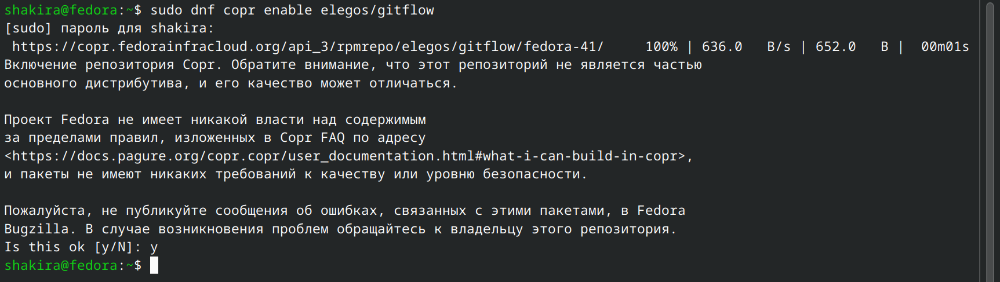 shakira@fedora:~$ sudo dnf copr enable elegos/gitflow
[sudo] пароль для shakira:
 https://copr.fedorainfracloud.org/api_3/rpmrepo/elegos/gitflow/fedora-41/     100% | 636.0   B/s | 652.0   B |  00m01s
Включение репозитория Copr. Обратите внимание, что этот репозиторий не является частью
основного дистрибутива, и его качество может отличаться.

Проект Fedora не имеет никакой власти над содержимым
за пределами правил, изложенных в Copr FAQ по адресу
<https://docs.pagure.org/copr.copr/user_documentation.html#what-i-can-build-in-copr>,
и пакеты не имеют никаких требований к качеству или уровню безопасности.

Пожалуйста, не публикуйте сообщения об ошибках, связанных с этими пакетами, в Fedora
Bugzilla. В случае возникновения проблем обращайтесь к владельцу этого репозитория.
Is this ok [y/N]: y
shakira@fedora:~$